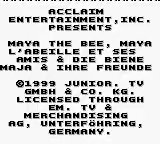 ACCLAIM
ENTERTAINMENT,INC.
PRESENTS
MAYA THE BEE, MAYA
L'ABEILLE ET SES
AMIS & DIE BIENE
MAJA & IHRE FREUNDE
©1999 JUNIOR. TV
GMBH & CO. KG.
LICENSED THROUGH
EM. TV &
MERCHANDISING
AG, UNTERFÖRING,
GERMANY.